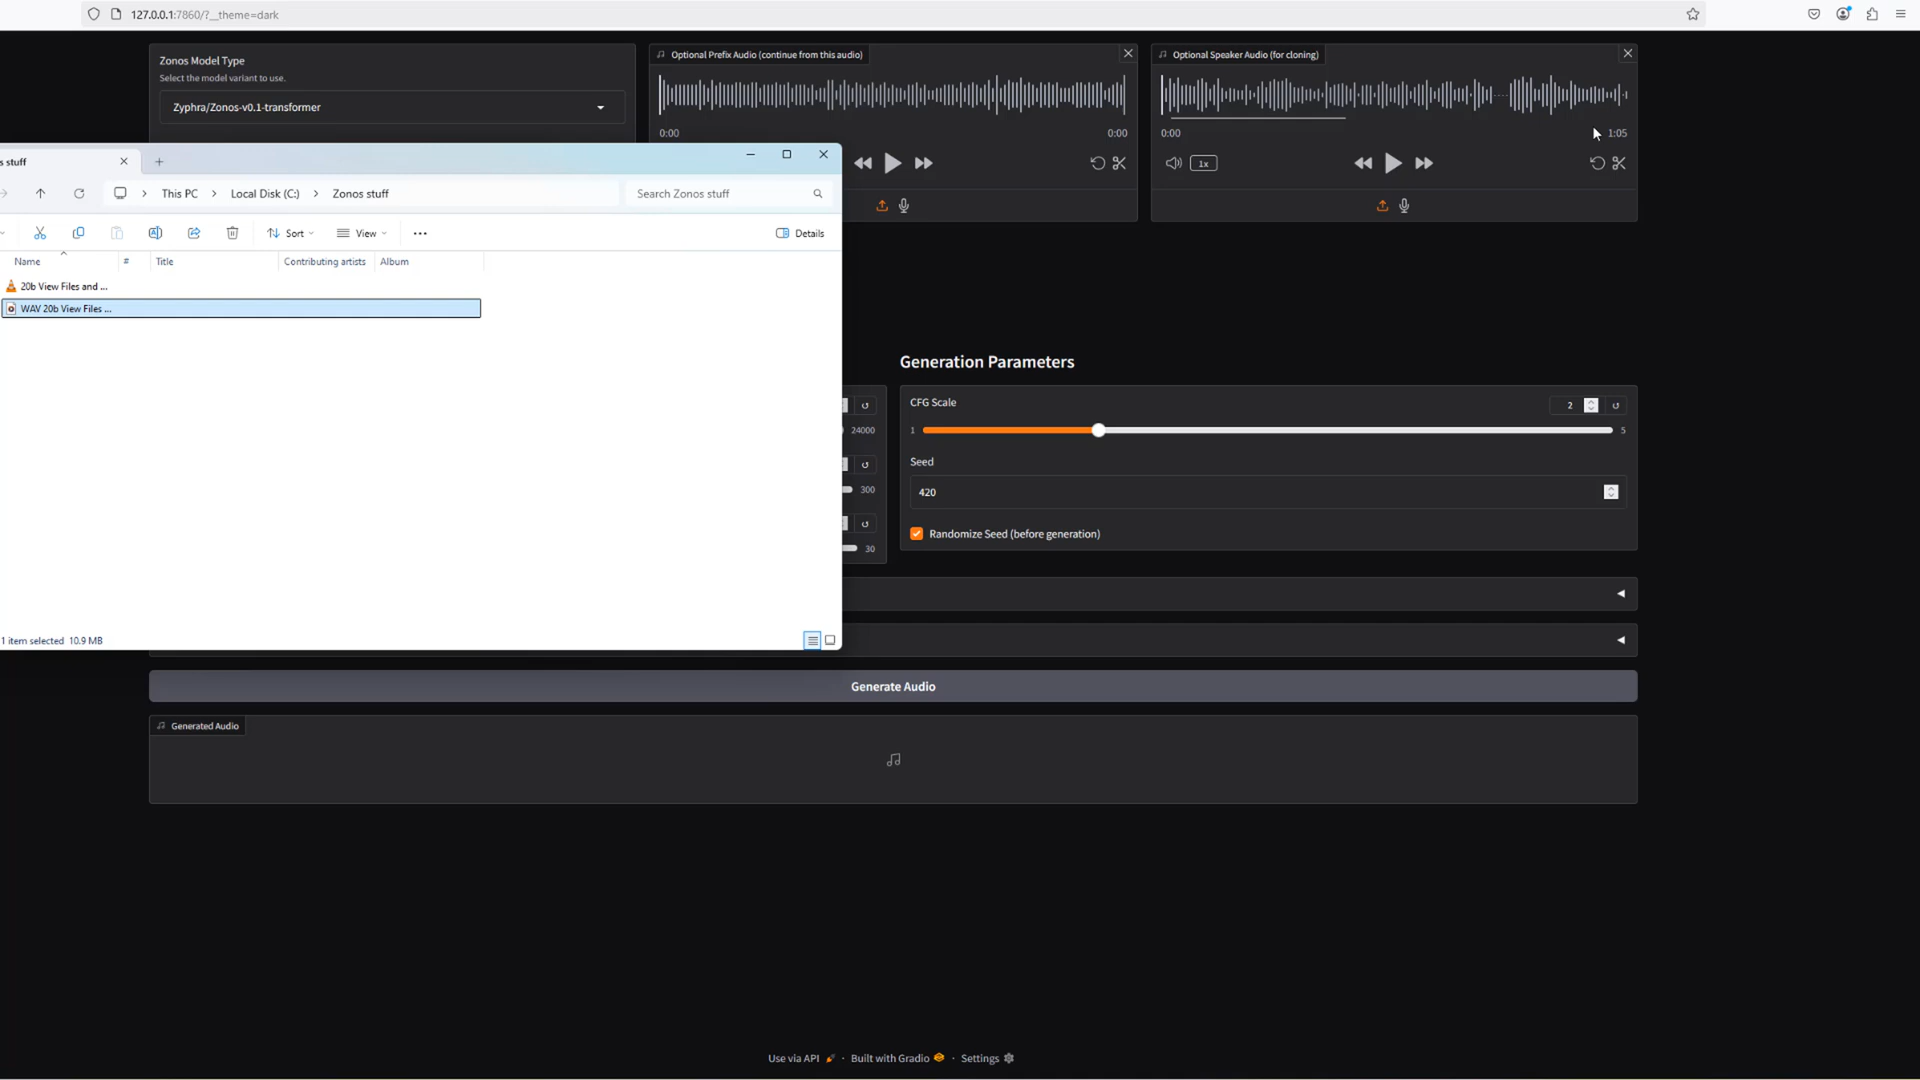 127.0.0.1:7860/?__theme=dark
Zonos Model Type
Select the model variant to use.
Zyphra/Zonos-v0.1-transformer
Optional Prefix Audio (continue from this audio)
0:00
0:00
Optional Speaker Audio (for cloning)
0:00
1:05
1x
s stuff
This PC
Local Disk (C:)
Zonos stuff
Search Zonos stuff
Sort
View
Details
Name
#
Title
Contributing artists
Album
20b View Files and ...
WAV 20b View Files ...
1 item selected 10.9 MB
24000
300
30
Generation Parameters
CFG Scale
2
1
5
Seed
420
Randomize Seed (before generation)
Generate Audio
Generated Audio
Use via API · Built with Gradio · Settings